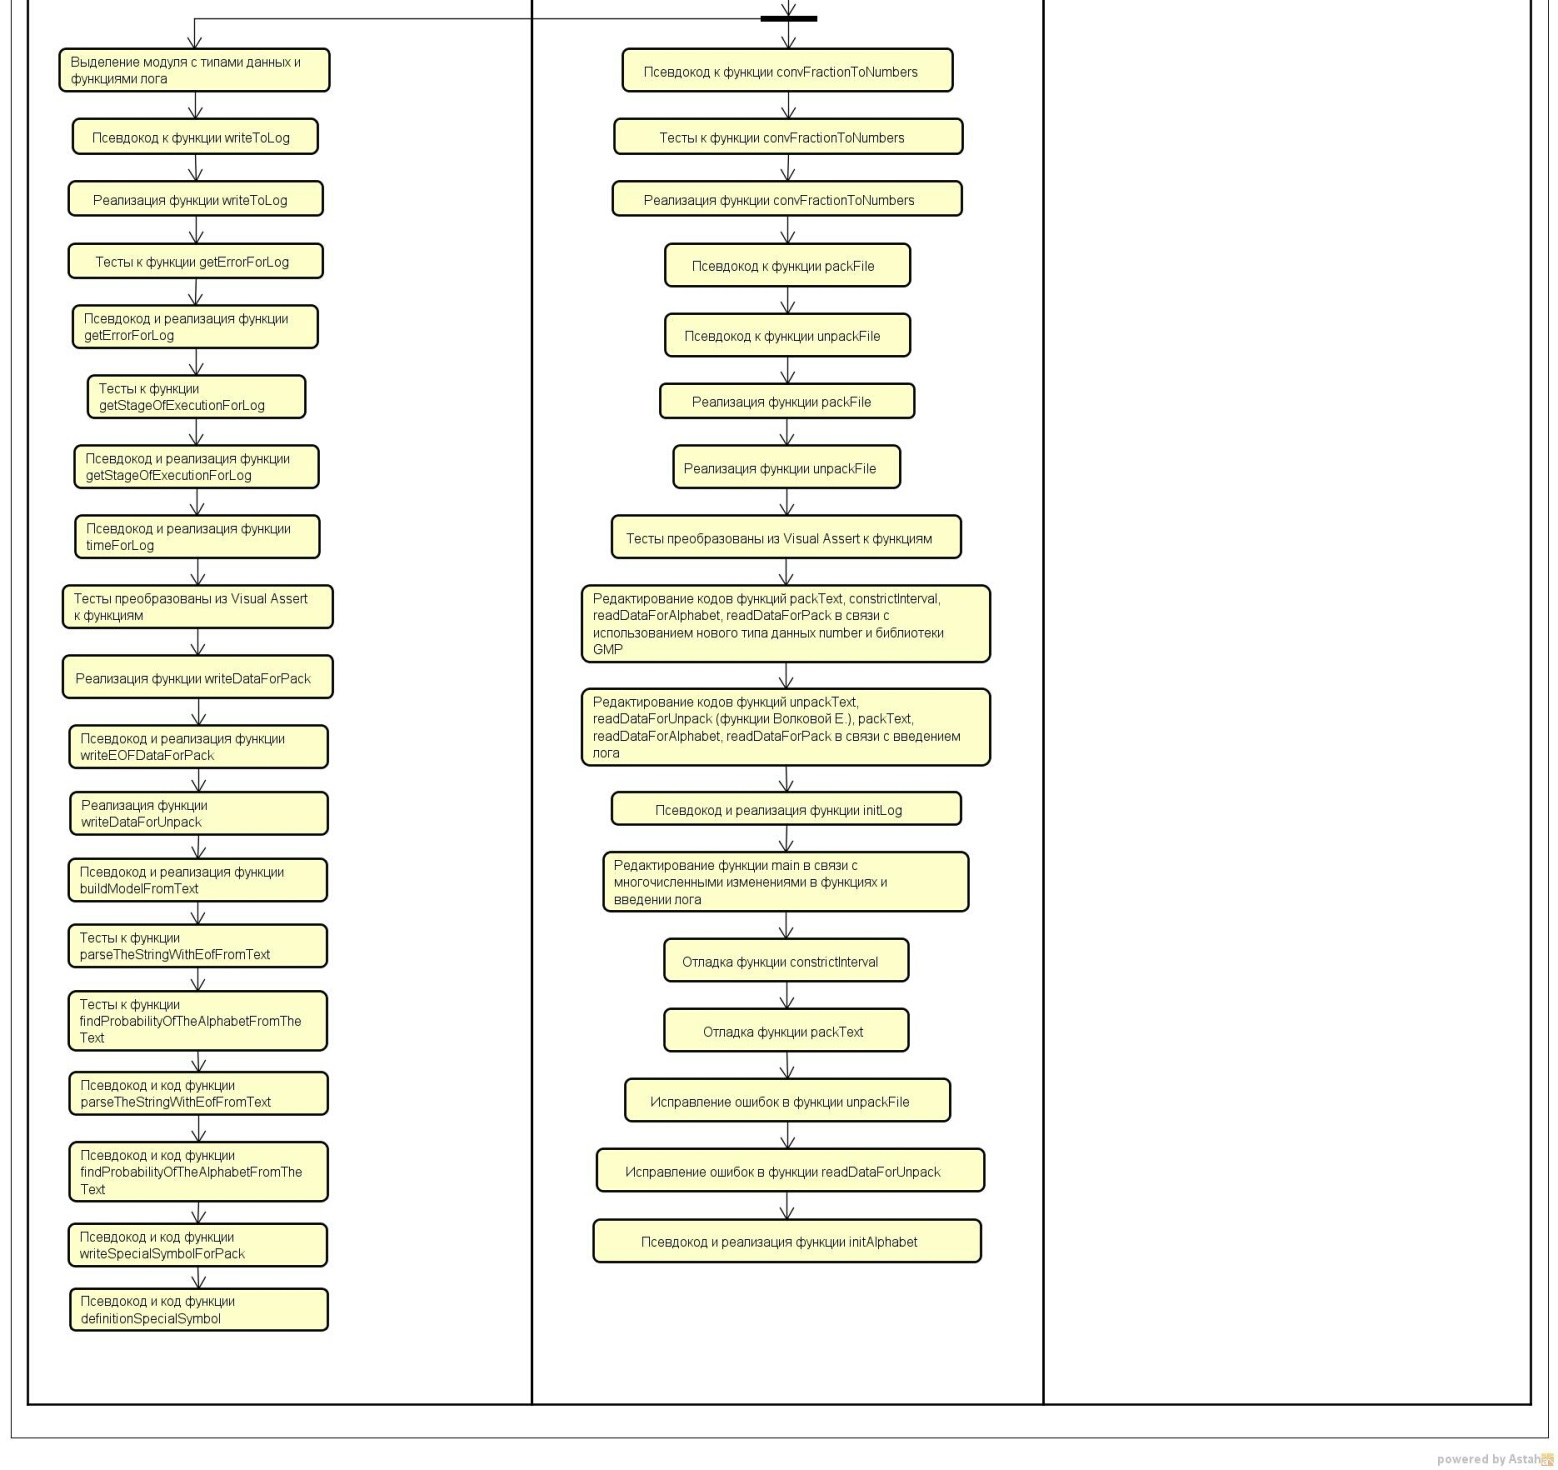 Выделение модуля с типами данных и
функциями лога
Псевдокод к функции writeToLog
Реализация функции writeToLog
Тесты к функции getErrorForLog
Псевдокод и реализация функции
getErrorForLog
Тесты к функции
getStageOfExecutionForLog
Псевдокод и реализация функции
getStageOfExecutionForLog
Псевдокод и реализация функции
timeForLog
Тесты преобразованы из Visual Assert
к функциям
Реализация функции writeDataForPack
Псевдокод и реализация функции
writeEOFDataForPack
Реализация функции
writeDataForUnpack
Псевдокод и реализация функции
buildModelFromText
Тесты к функции
parseTheStringWithEofFromText
Тесты к функции
findProbabilityOfTheAlphabetFromThe
Text
Псевдокод и код функции
parseTheStringWithEofFromText
Псевдокод и код функции
findProbabilityOfTheAlphabetFromThe
Text
Псевдокод и код функции
writeSpecialSymbolForPack
Псевдокод и код функции
definitionSpecialSymbol
Псевдокод к функции convFractionToNumbers
Тесты к функции convFractionToNumbers
Реализация функции convFractionToNumbers
Псевдокод к функции packFile
Псевдокод к функции unpackFile
Реализация функции packFile
Реализация функции unpackFile
Тесты преобразованы из Visual Assert к функциям
Редактирование кодов функций packText, constrictInterval,
readDataForAlphabet, readDataForPack в связи с
использованием нового типа данных number и библиотеки
GMP
Редактирование кодов функций unpackText,
readDataForUnpack (функции Волковой Е.), packText,
readDataForAlphabet, readDataForPack в связи с введением
лога
Псевдокод и реализация функции initLog
Редактирование функции main в связи с
многочисленными изменениями в функциях и
введении лога
Отладка функции constrictInterval
Отладка функции packText
Исправление ошибок в функции unpackFile
Исправление ошибок в функции readDataForUnpack
Псевдокод и реализация функции initAlphabet
powered by Astah